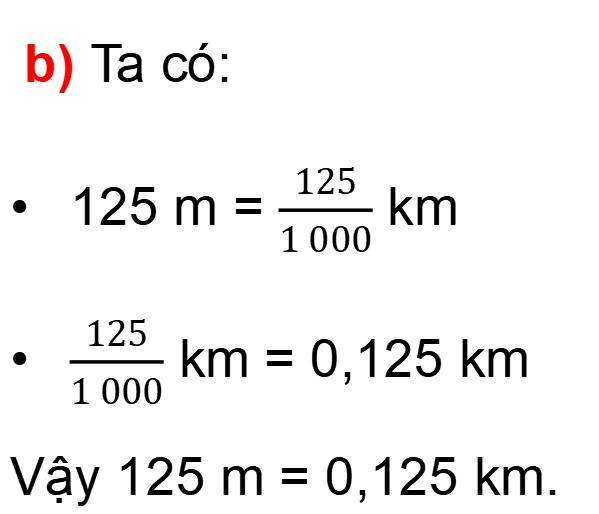 b) Ta có:
• 125 m = 125/1 000 km
• 125/1 000 km = 0,125 km
Vậy 125 m = 0,125 km.